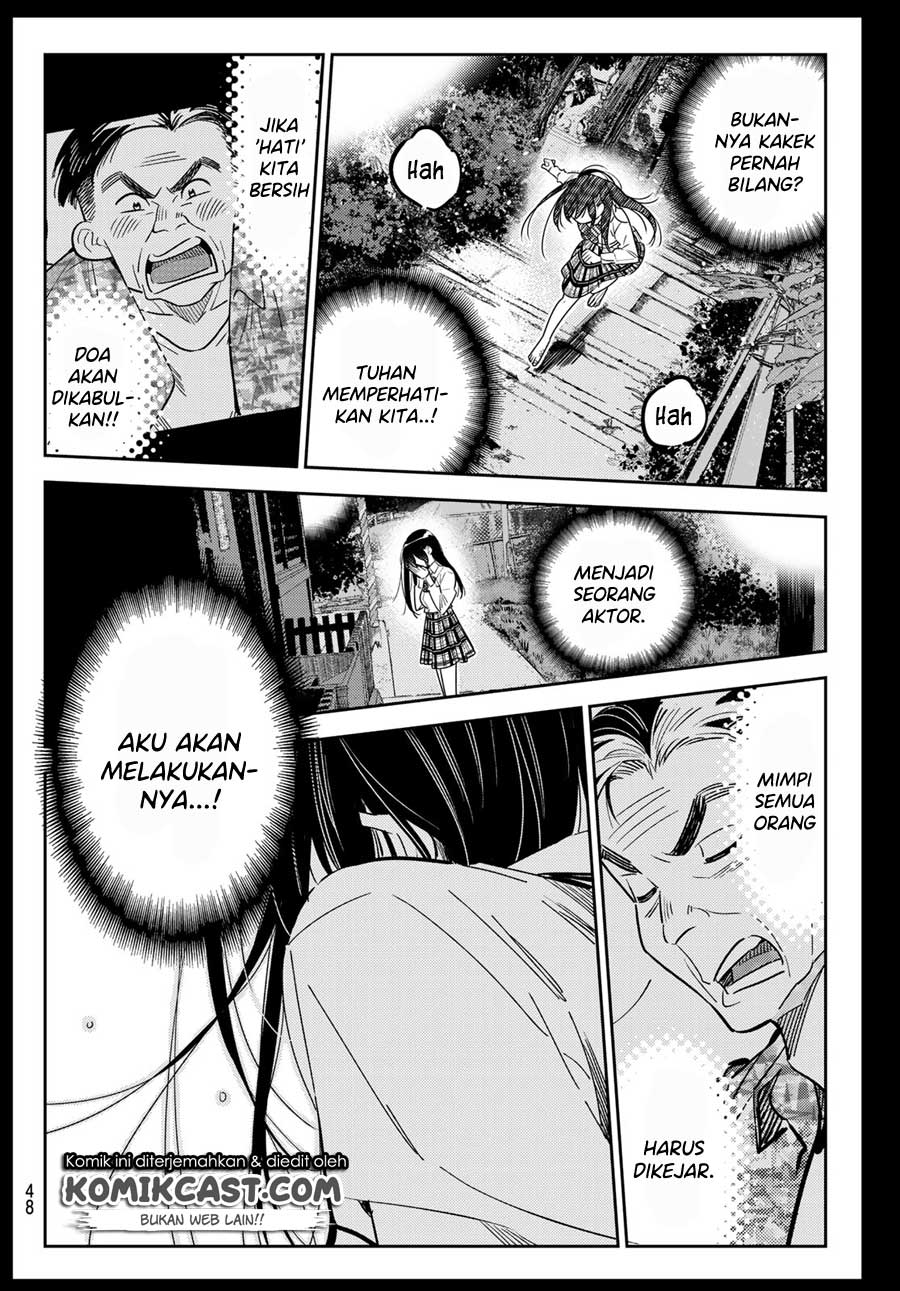 BUKAN-
NYA KAKEK
PERNAH
BILANG?
Hah
TUHAN
MEMPERHATI-
KAN KITA..!
Hah
JIKA
'HATI'
KITA
BERSIH
DOA
AKAN
DIKABUL-
KAN!!
MENJADI
SEORANG
AKTOR.
MIMPI
SEMUA
ORANG
HARUS
DIKEJAR.
AKU AKAN
MELAKUKAN-
NYA...!
Komik ini diterjemahkan & diedit oleh
KOMIKCAST.COM
BUKAN WEB LAIN!!
48